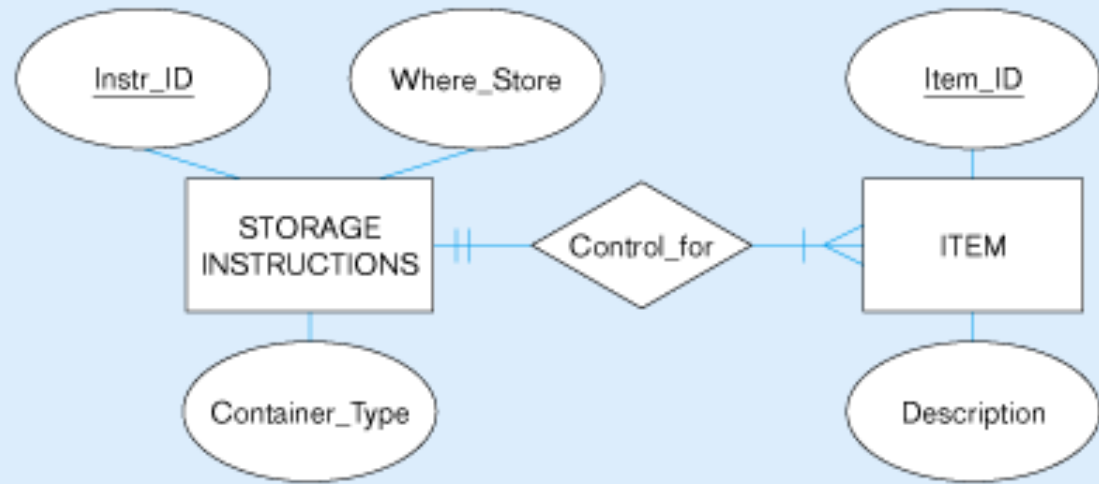 Instr_ID
Where_Store
Item_ID
STORAGE
INSTRUCTIONS
Control_for
ITEM
Container_Type
Description